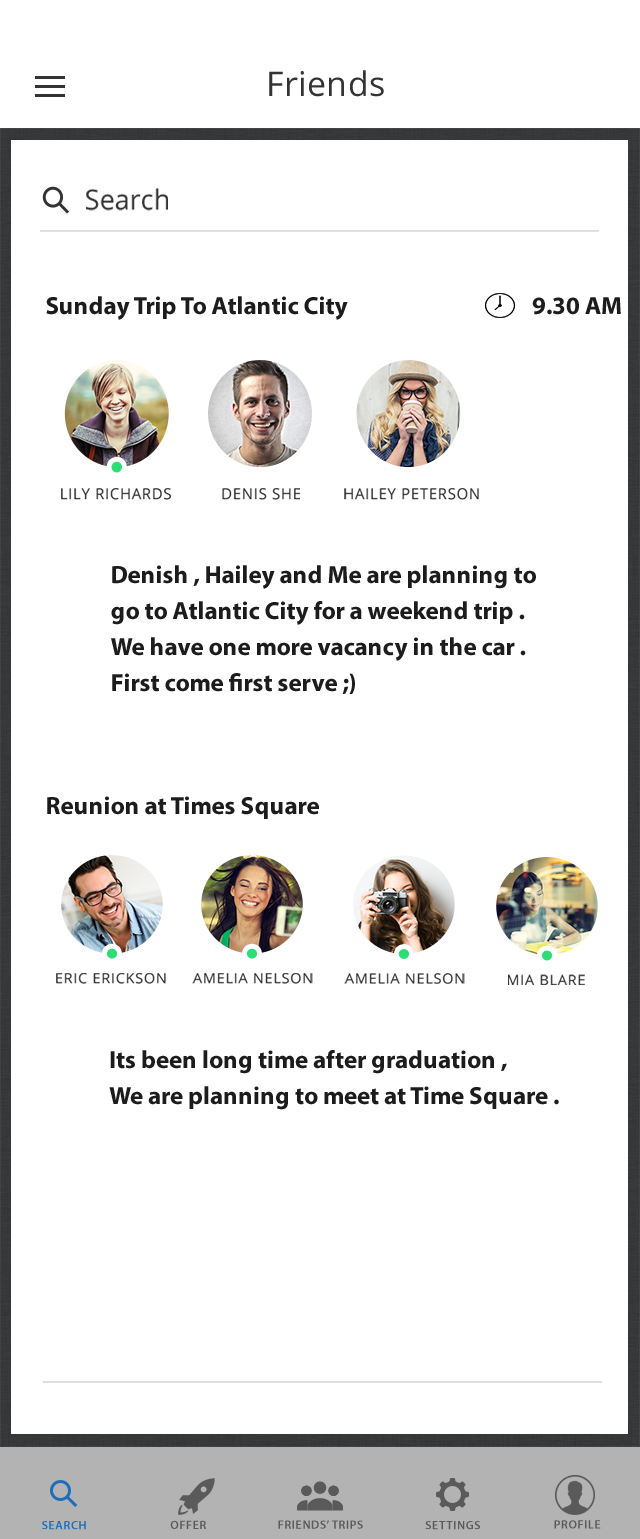 Friends
Search
Sunday Trip To Atlantic City 9.30 AM
LILY RICHARDS DENIS SHE HAILEY PETERSON
Denish , Hailey and Me are planning to
go to Atlantic City for a weekend trip .
We have one more vacancy in the car .
First come first serve ;)
Reunion at Times Square
ERIC ERICKSON AMELIA NELSON AMELIA NELSON MIA BLARE
Its been long time after graduation ,
We are planning to meet at Time Square .
SEARCH OFFER FRIENDS' TRIPS SETTINGS PROFILE